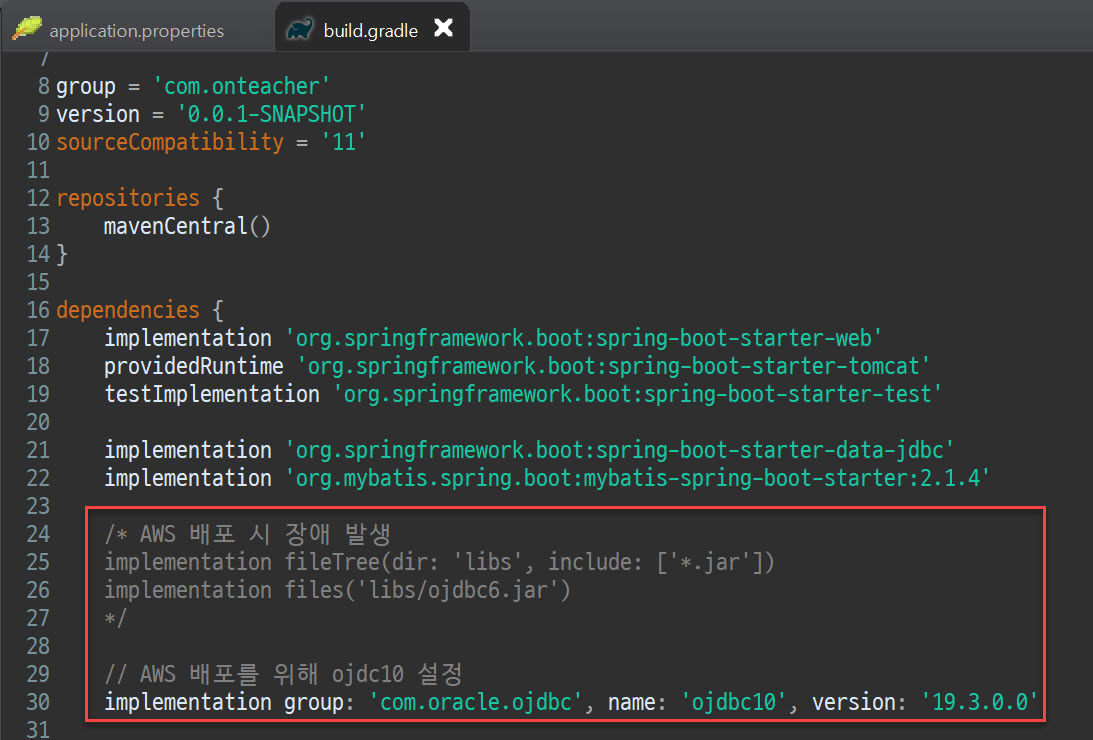 application.properties
build.gradle
7
8 group = 'com.onteacher'
9 version = '0.0.1-SNAPSHOT'
10 sourceCompatibility = '11'
11
12 repositories {
13     mavenCentral()
14 }
15
16 dependencies {
17     implementation 'org.springframework.boot:spring-boot-starter-web'
18     providedRuntime 'org.springframework.boot:spring-boot-starter-tomcat'
19     testImplementation 'org.springframework.boot:spring-boot-starter-test'
20
21     implementation 'org.springframework.boot:spring-boot-starter-data-jdbc'
22     implementation 'org.mybatis.spring.boot:mybatis-spring-boot-starter:2.1.4'
23
24     /* AWS 배포 시 장애 발생
25     implementation fileTree(dir: 'libs', include: ['*.jar'])
26     implementation files('libs/ojdbc6.jar')
27     */
28
29     // AWS 배포를 위해 ojdc10 설정
30     implementation group: 'com.oracle.ojdbc', name: 'ojdbc10', version: '19.3.0.0'
31